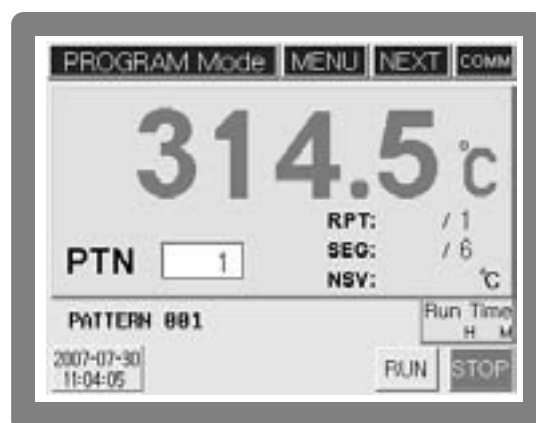 PROGRAM Mode MENU NEXT COMM
314.5 °C
RPT: / 1
PTN 1 SEG: / 6
NSV: °C
PATTERN 001 Run Time
H M
2007-07-30
11:04:05 RUN STOP